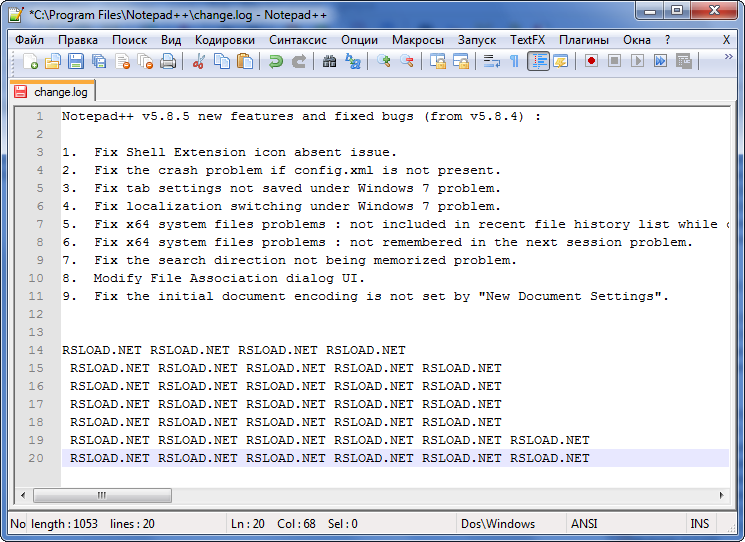 *C:\Program Files\Notepad++\change.log - Notepad++
Файл Правка Поиск Вид Кодировки Синтаксис Опции Макросы Запуск TextFX Плагины Окна ? X
change.log
1 Notepad++ v5.8.5 new features and fixed bugs (from v5.8.4) :
2
3 1. Fix Shell Extension icon absent issue.
4 2. Fix the crash problem if config.xml is not present.
5 3. Fix tab settings not saved under Windows 7 problem.
6 4. Fix localization switching under Windows 7 problem.
7 5. Fix x64 system files problems : not included in recent file history list while
8 6. Fix x64 system files problems : not remembered in the next session problem.
9 7. Fix the search direction not being memorized problem.
10 8. Modify File Association dialog UI.
11 9. Fix the initial document encoding is not set by "New Document Settings".
12
13
14 RSLOAD.NET RSLOAD.NET RSLOAD.NET RSLOAD.NET
15 RSLOAD.NET RSLOAD.NET RSLOAD.NET RSLOAD.NET RSLOAD.NET
16 RSLOAD.NET RSLOAD.NET RSLOAD.NET RSLOAD.NET RSLOAD.NET
17 RSLOAD.NET RSLOAD.NET RSLOAD.NET RSLOAD.NET RSLOAD.NET
18 RSLOAD.NET RSLOAD.NET RSLOAD.NET RSLOAD.NET RSLOAD.NET
19 RSLOAD.NET RSLOAD.NET RSLOAD.NET RSLOAD.NET RSLOAD.NET RSLOAD.NET
20 RSLOAD.NET RSLOAD.NET RSLOAD.NET RSLOAD.NET RSLOAD.NET RSLOAD.NET
No length : 1053 lines : 20 Ln : 20 Col : 68 Sel : 0 Dos\Windows ANSI INS